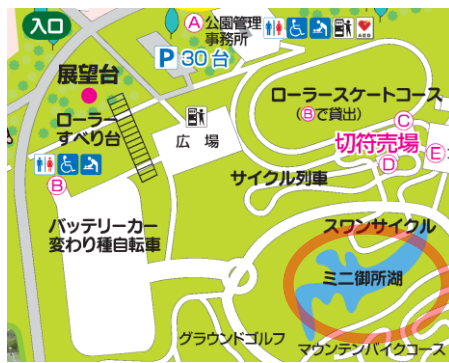 入口
A 公園管理
事務所
AED
P 30台
展望台
ローラー
すべり台
ローラースケートコース
(Bで貸出)
C
広場
切符売場
D
E
B
サイクル列車
バッテリーカー
変わり種自転車
スワンサイクル
ミニ御所湖
グラウンドゴルフ
マウンテンバイクコース